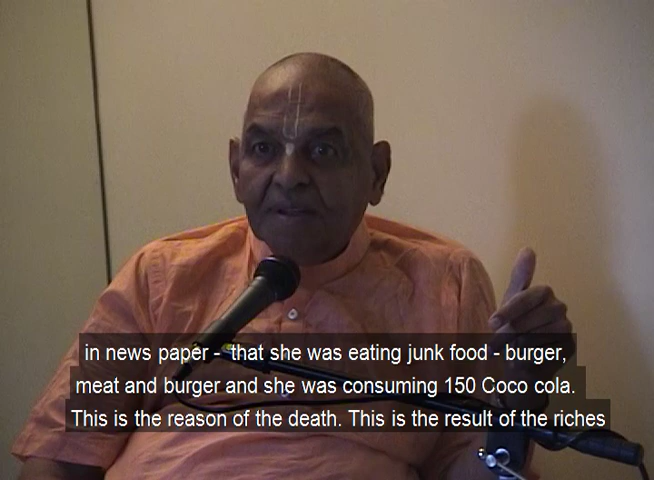 in news paper -  that she was eating junk food - burger,
meat and burger and she was consuming 150 Coco cola.
This is the reason of the death. This is the result of the riches